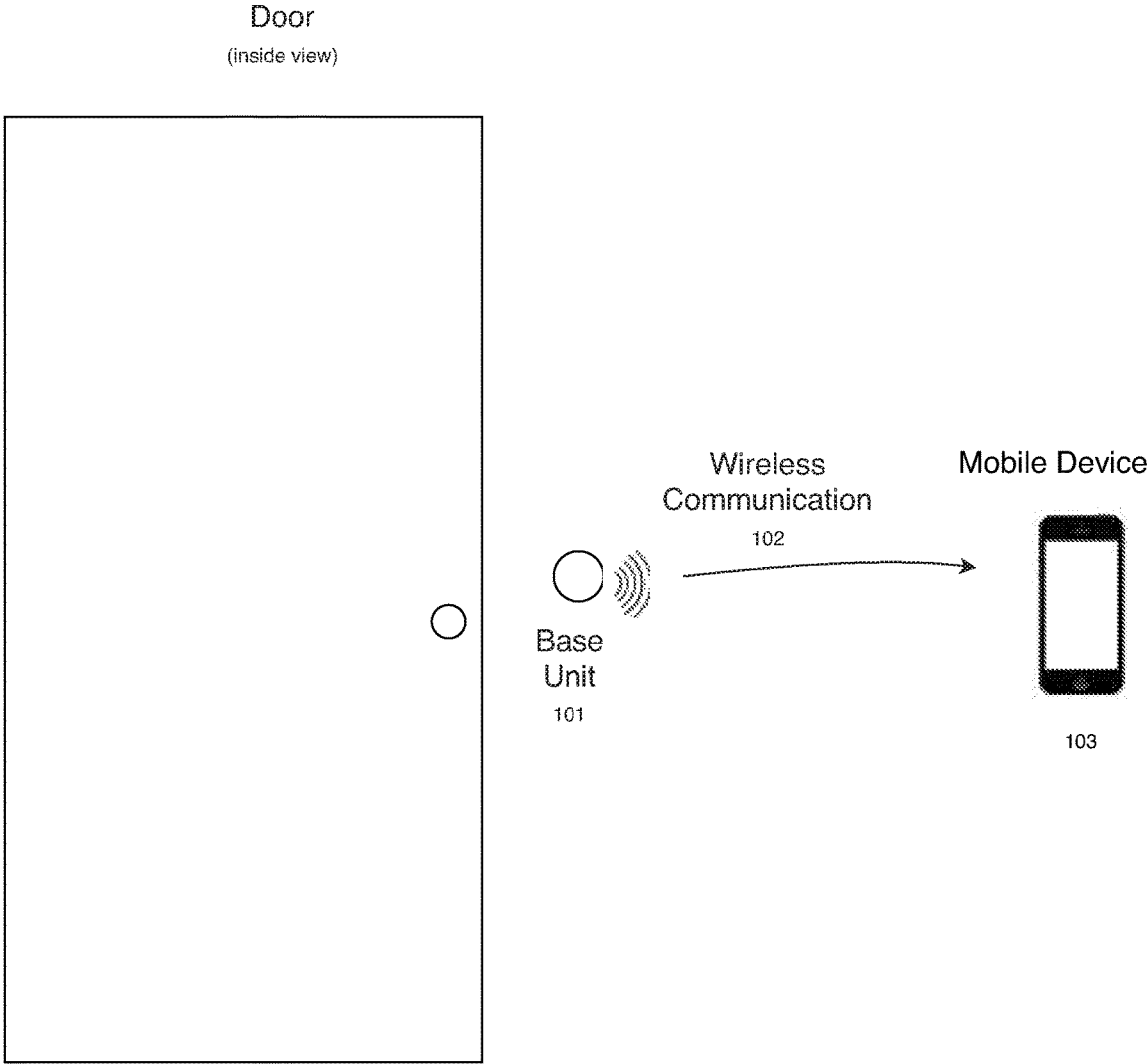 Door
(inside view)
Wireless
Communication
102
Mobile Device
Base
Unit
101
103